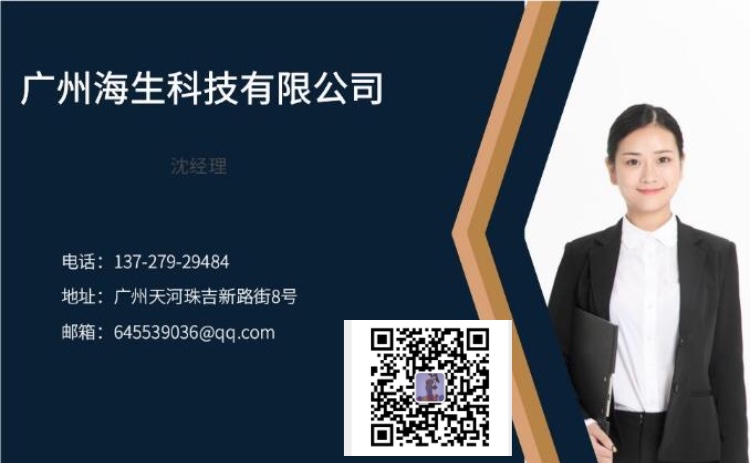 广州海生科技有限公司
沈经理
电话：137-279-29484
地址：广州天河珠吉新路街8号
邮箱：645539036@qq.com